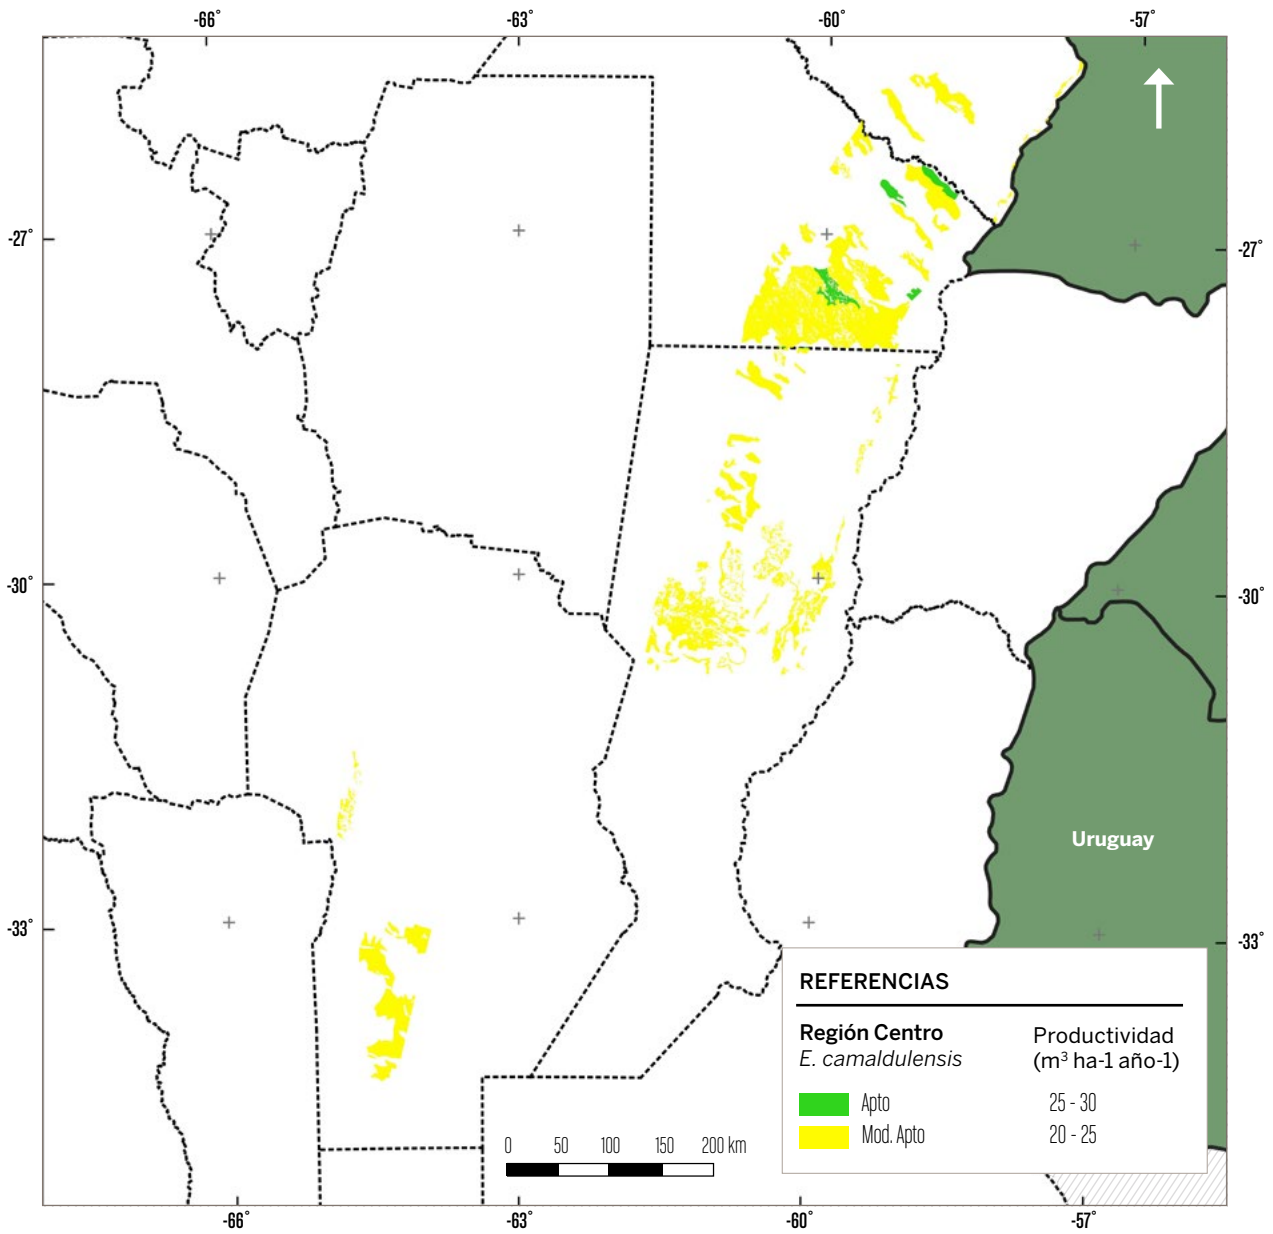 -66°
-63°
-60°
-57°
-27°
-27°
-30°
-30°
Uruguay
-33°
-33°
REFERENCIAS
Región Centro
E. camaldulensis
Productividad
(m³ ha-1 año-1)
Apto
25 - 30
Mod. Apto
20 - 25
0 50 100 150 200 km
-66°
-63°
-60°
-57°